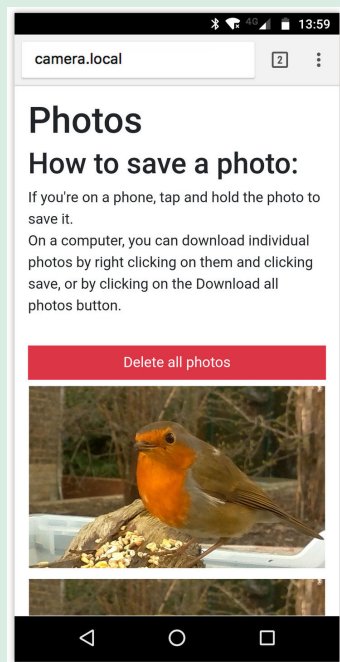 4G 13:59
camera.local 2
Photos
How to save a photo:
If you're on a phone, tap and hold the photo to
save it.
On a computer, you can download individual
photos by right clicking on them and clicking
save, or by clicking on the Download all
photos button.
Delete all photos